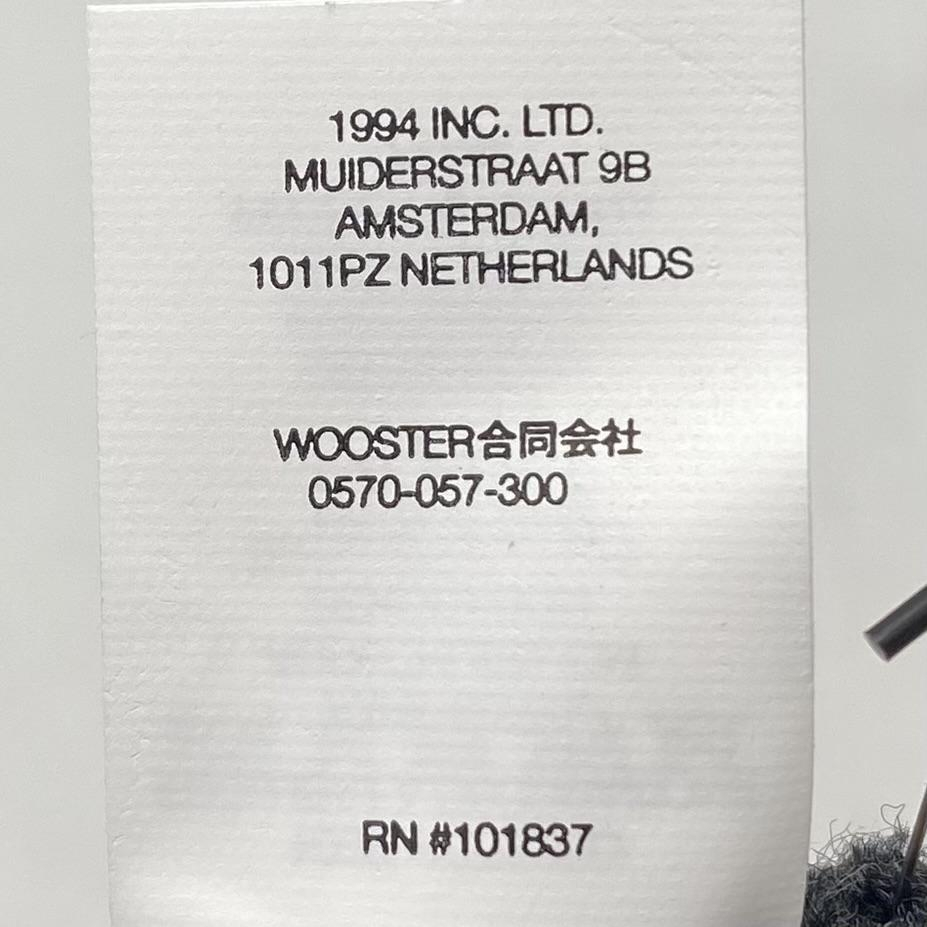 1994 INC. LTD.
MUIDERSTRAAT 9B
AMSTERDAM,
1011PZ NETHERLANDS
WOOSTER合同会社
0570-057-300
RN #101837